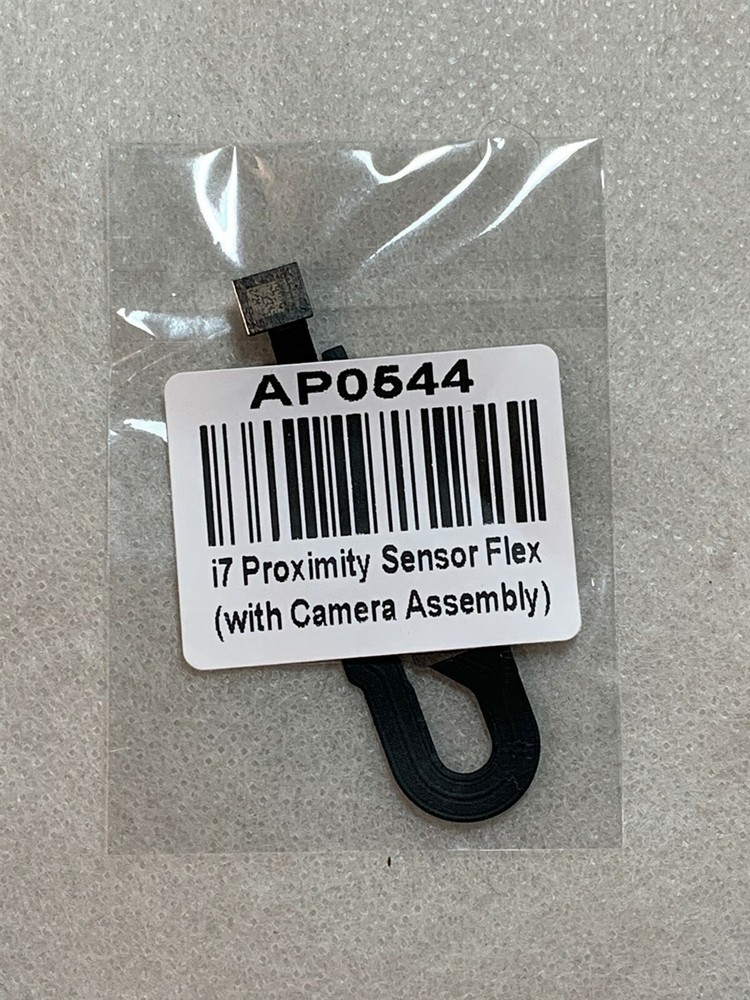 AP0544
i7 Proximity Sensor Flex
(with Camera Assembly)